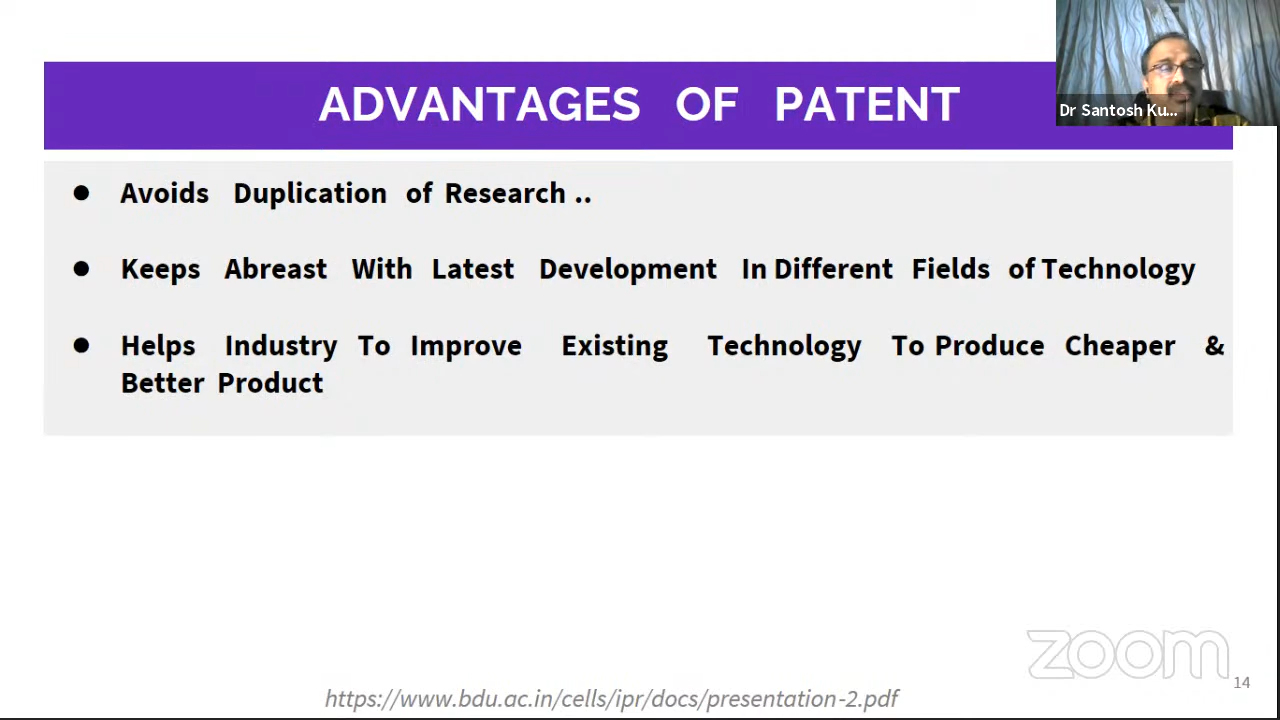 ADVANTAGES OF PATENT
Dr Santosh Ku...
● Avoids Duplication of Research ..
● Keeps Abreast With Latest Development In Different Fields of Technology
● Helps Industry To Improve Existing Technology To Produce Cheaper &
Better Product
zoom
14
https://www.bdu.ac.in/cells/ipr/docs/presentation-2.pdf